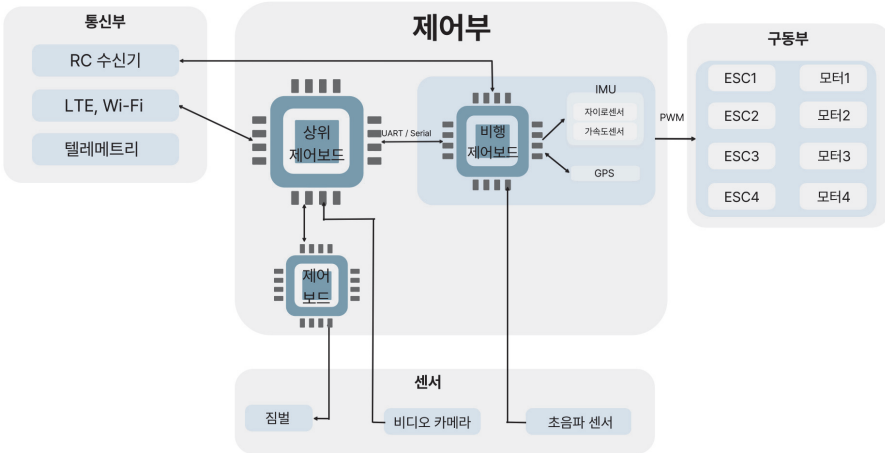 통신부
RC 수신기
LTE, Wi-Fi
텔레메트리
제어부
상위
제어보드
UART / Serial
비행
제어보드
IMU
자이로센서
가속도센서
GPS
제어
보드
PWM
구동부
ESC1
모터1
ESC2
모터2
ESC3
모터3
ESC4
모터4
센서
짐벌
비디오 카메라
초음파 센서